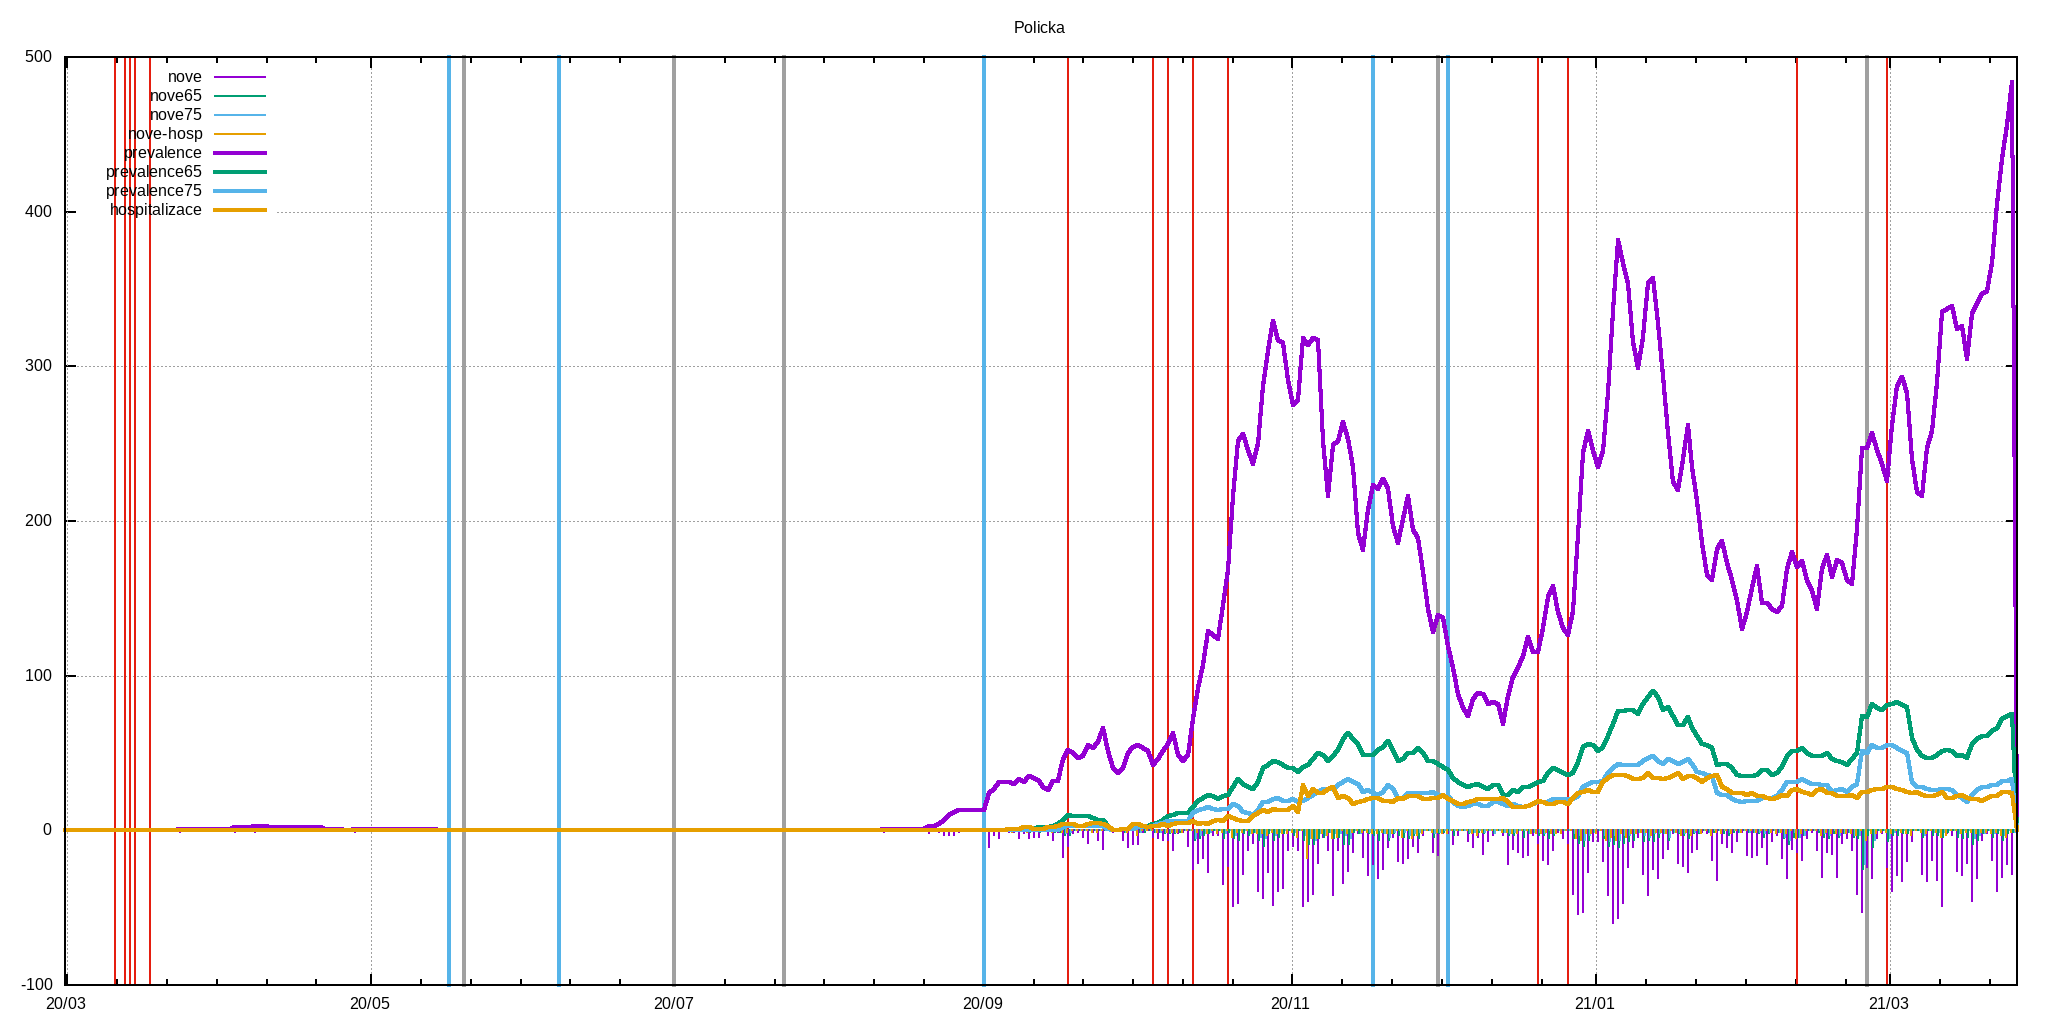 Policka
500
400
300
200
100
0
-100
nove
nove65
nove75
nove-hosp
prevalence
prevalence65
prevalence75
hospitalizace
20/03 20/05 20/07 20/09 20/11 21/01 21/03